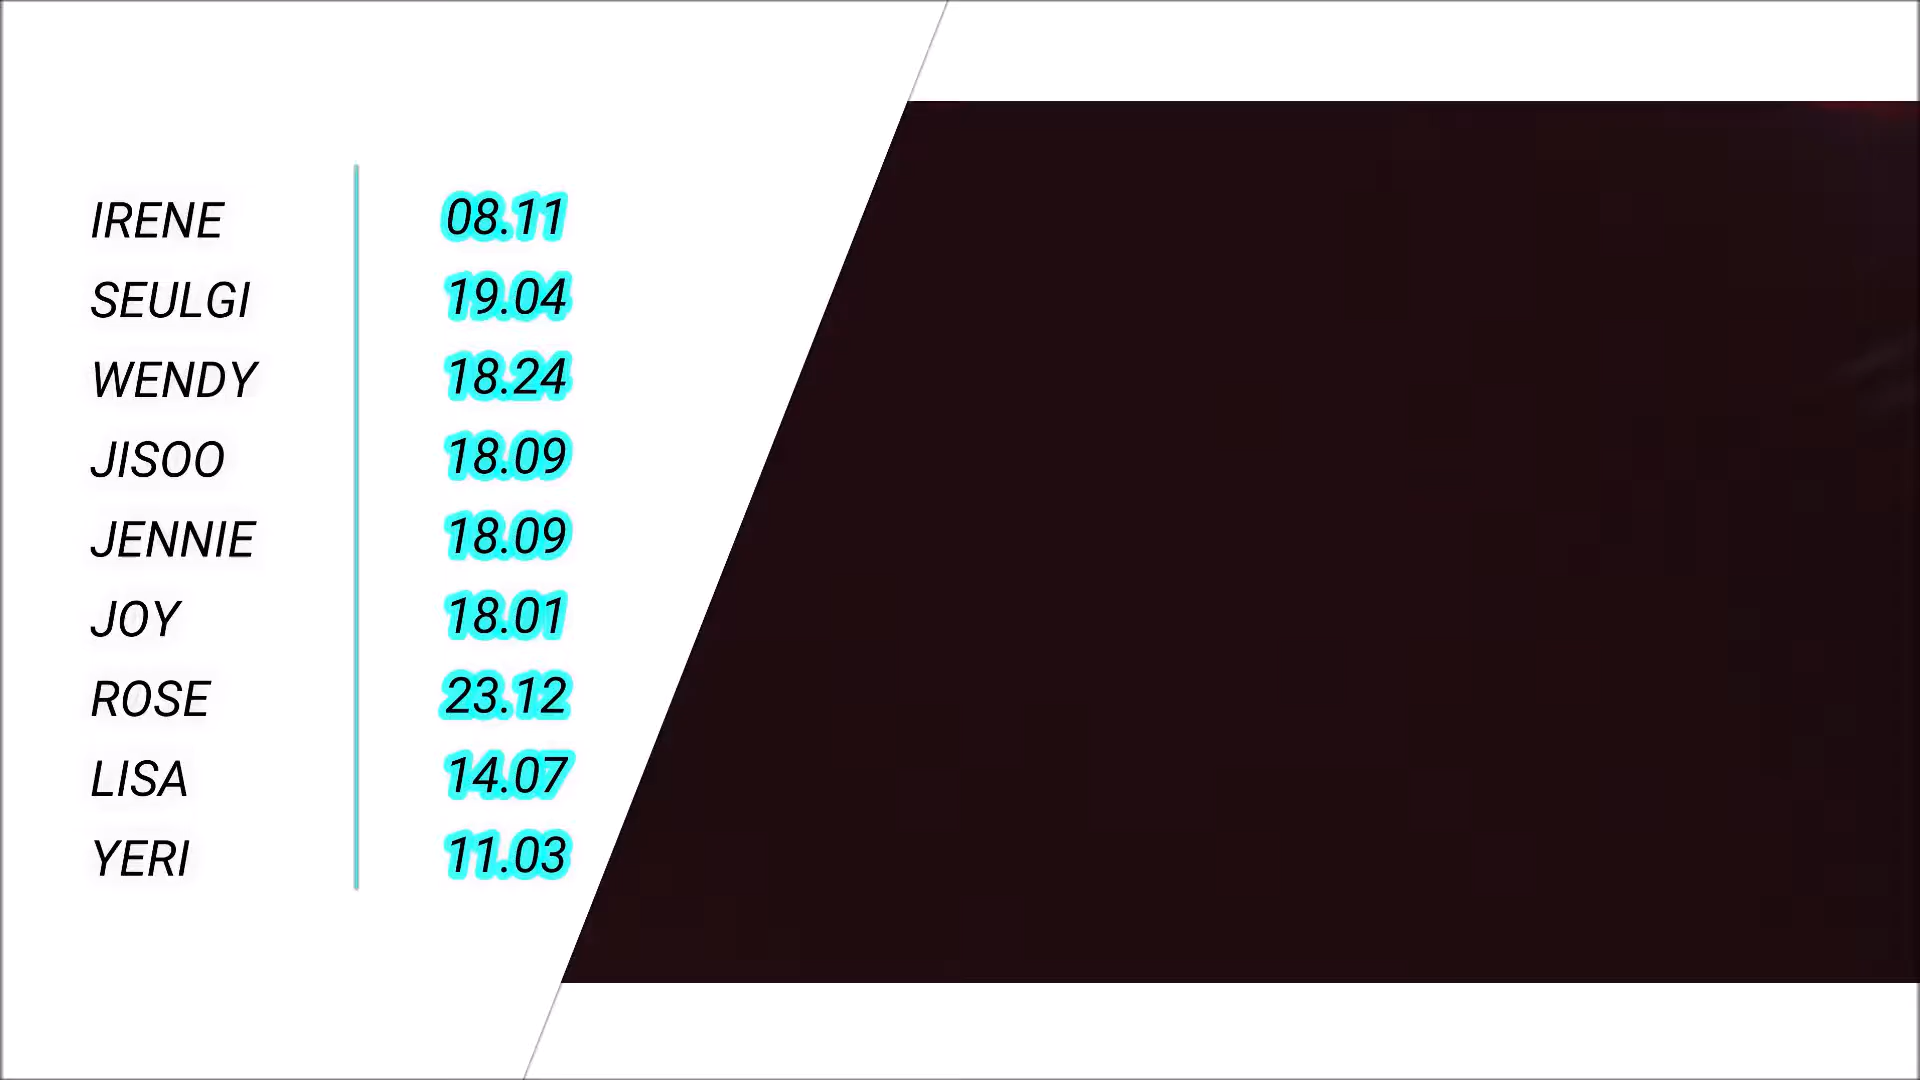 IRENE 08.11
SEULGI 19.04
WENDY 18.24
JISOO 18.09
JENNIE 18.09
JOY 18.01
ROSE 23.12
LISA 14.07
YERI 11.03